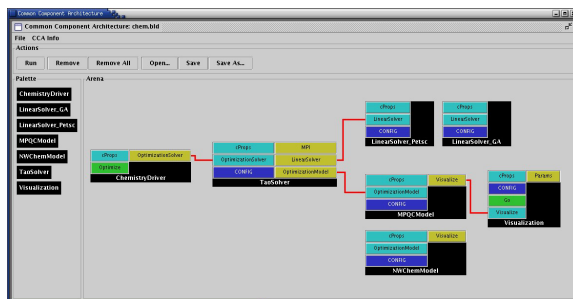 Common Component Architecture
Common Component Architecture: chem.bld
File CCA Info
Actions
Run Remove Remove All Open... Save Save As...
Palette
ChemistryDriver
LinearSolver_GA
LinearSolver_Petsc
MPQCModel
NWChemModel
TaoSolver
Visualization
Arena
cProps OptimizationSolver
Optimize
ChemistryDriver
cProps MPI
OptimizationSolver LinearSolver
CONFIG OptimizationModel
TaoSolver
cProps
LinearSolver
CONFIG
LinearSolver_Petsc
cProps
LinearSolver
CONFIG
LinearSolver_GA
cProps Visualize
OptimizationModel
CONFIG
MPQCModel
cProps Params
CONFIG
Go
Visualize
Visualization
cProps Visualize
OptimizationModel
CONFIG
NWChemModel